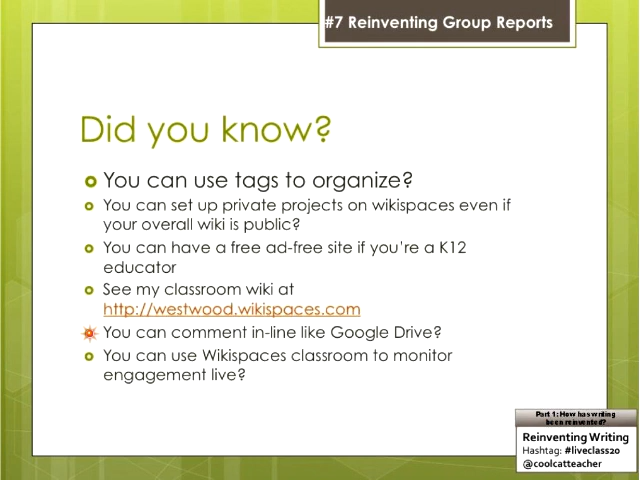 #7 Reinventing Group Reports
Did you know?
You can use tags to organize?
You can set up private projects on wikispaces even if
your overall wiki is public?
You can have a free ad-free site if you're a K12
educator
See my classroom wiki at
http://westwood.wikispaces.com
You can comment in-line like Google Drive?
You can use Wikispaces classroom to monitor
engagement live?
Part 1: How has writing
been reinvented?
Reinventing Writing
Hashtag: #liveclass20
@coolcatteacher